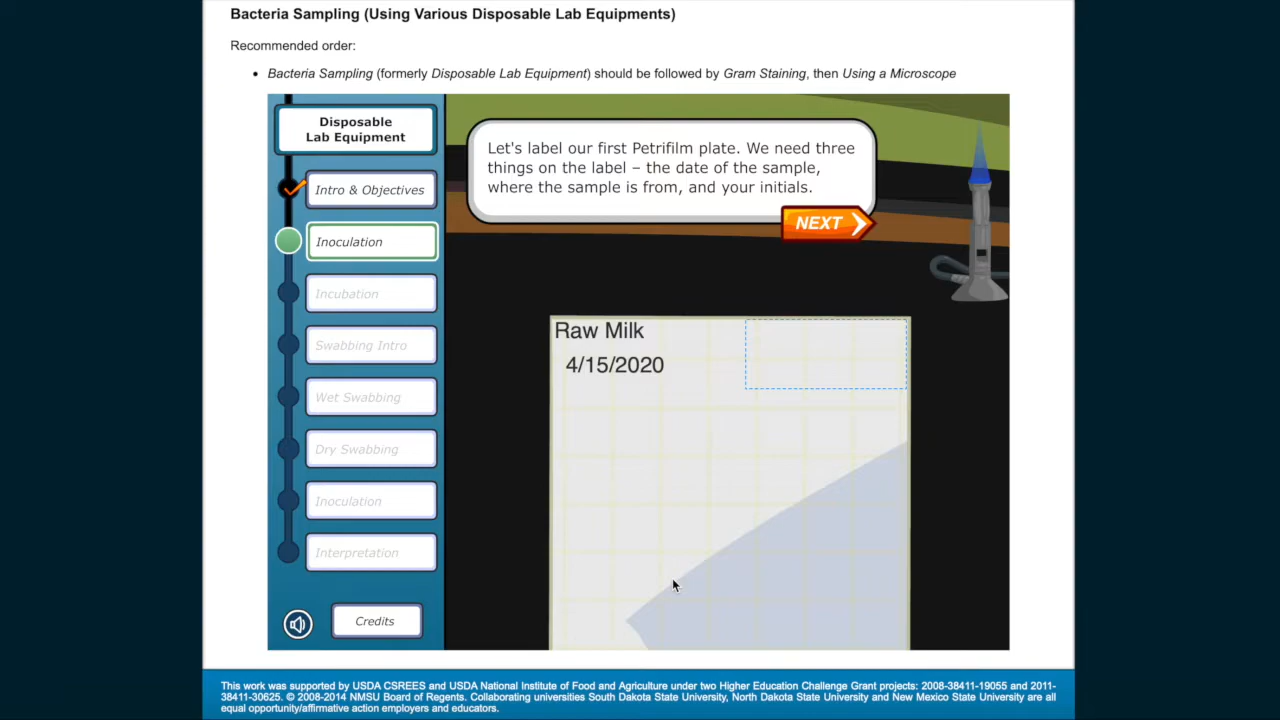 Bacteria Sampling (Using Various Disposable Lab Equipments)
Recommended order:
• Bacteria Sampling (formerly Disposable Lab Equipment) should be followed by Gram Staining, then Using a Microscope
Disposable
Lab Equipment
Intro & Objectives
Inoculation
Incubation
Swabbing Intro
Wet Swabbing
Dry Swabbing
Inoculation
Interpretation
Credits
Let's label our first Petrifilm plate. We need three
things on the label – the date of the sample,
where the sample is from, and your initials.
NEXT
Raw Milk
4/15/2020
This work was supported by USDA CSREES and USDA National Institute of Food and Agriculture under two Higher Education Challenge Grant projects: 2008-38411-19055 and 2011-
38411-30625. © 2008-2014 NMSU Board of Regents. Collaborating universities South Dakota State University, North Dakota State University and New Mexico State University are all
equal opportunity/affirmative action employers and educators.